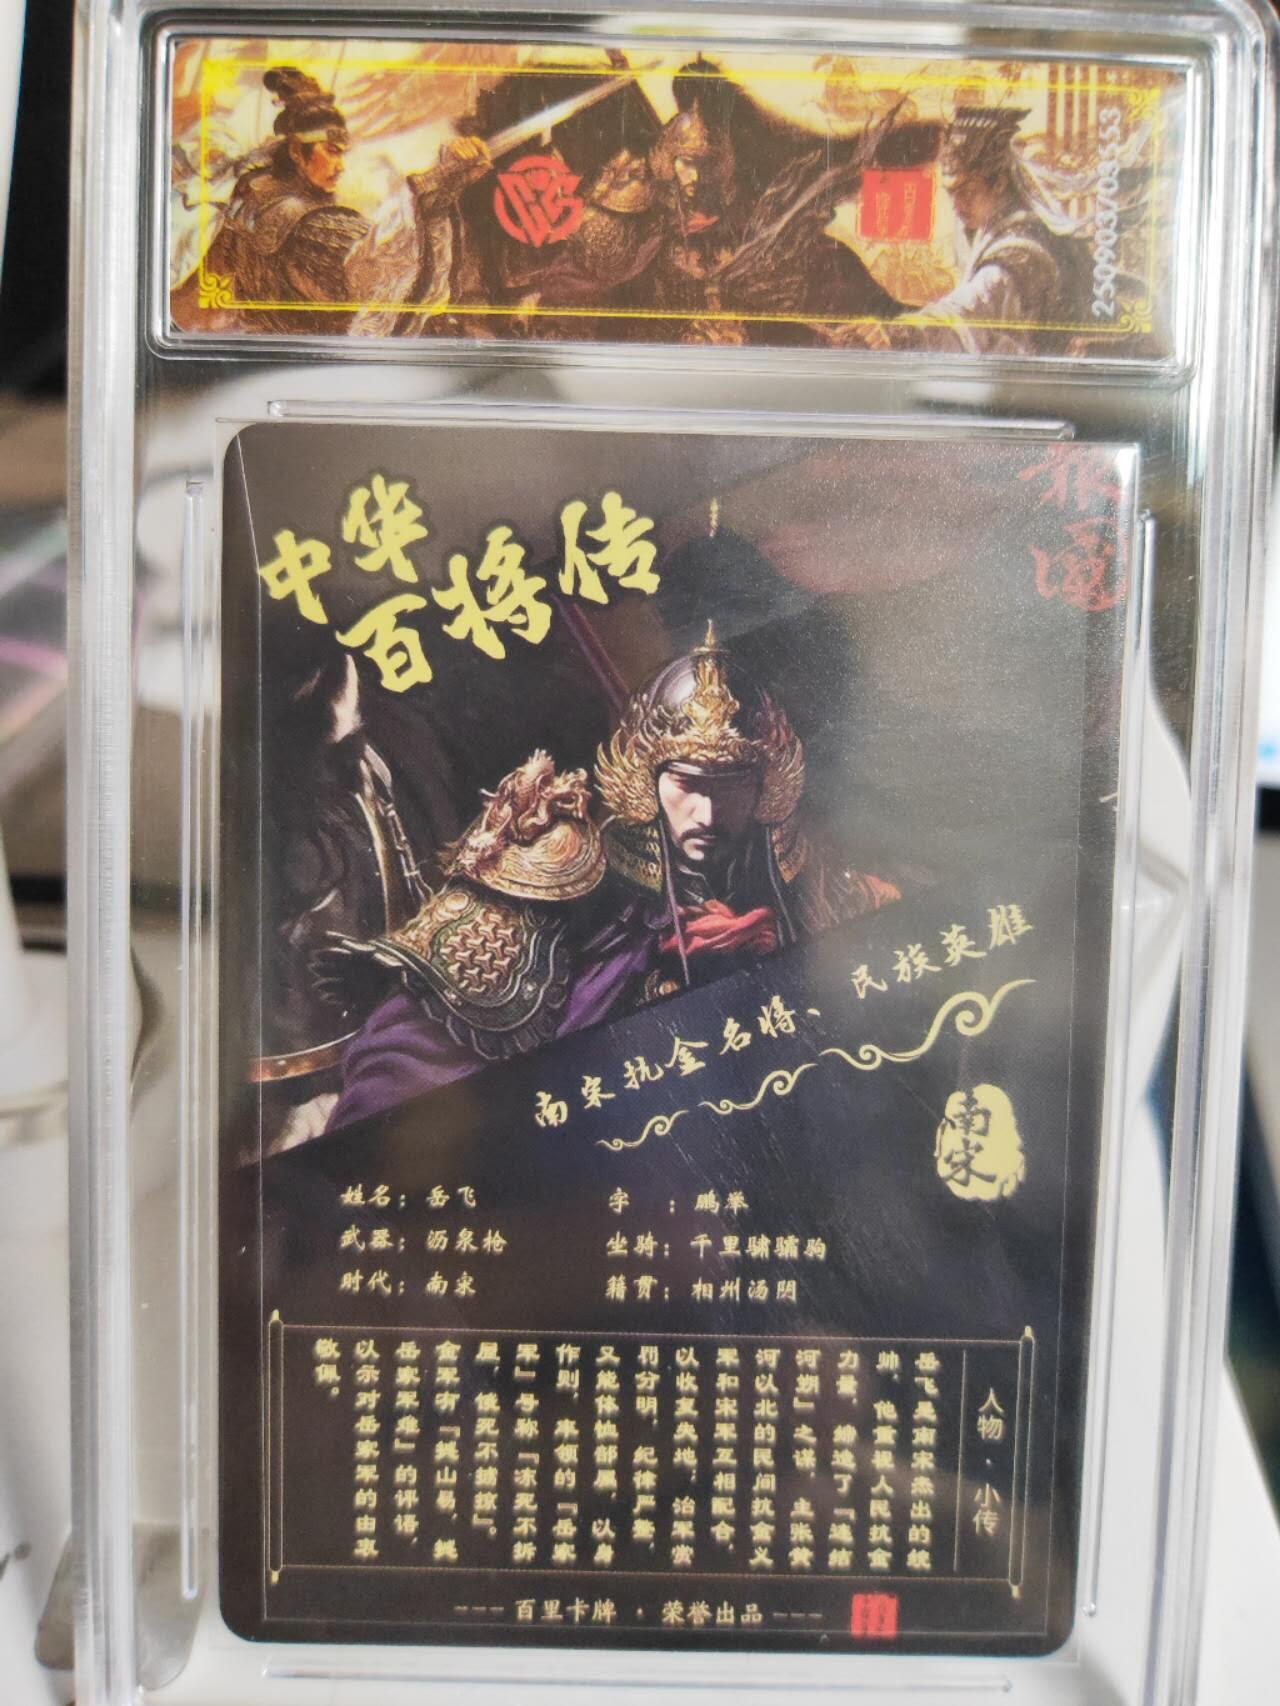 250903/03553
中华
百将传
报国
南宋抗金名将、民族英雄
南宋
姓名：岳飞
字：鹏举
武器：沥泉枪
坐骑：千里骕骦驹
时代：南宋
籍贯：相州汤阴
人物·小传
岳飞是南宋杰出的统
帅，他重视人民抗金
力量，缔造了『连结
河朔』之谋，主张黄
河以北的民间抗金义
军和宋军互相配合，
以收复失地；治军赏
罚分明，纪律严整，
又能体恤部属，以身
作则，率领的『岳家
军』号称『冻死不拆
屋，饿死不掳掠』。
金军有『撼山易，撼
岳家军难』的评语，
以示对岳家军的由衷
敬佩。
---百里卡牌·荣誉出品---